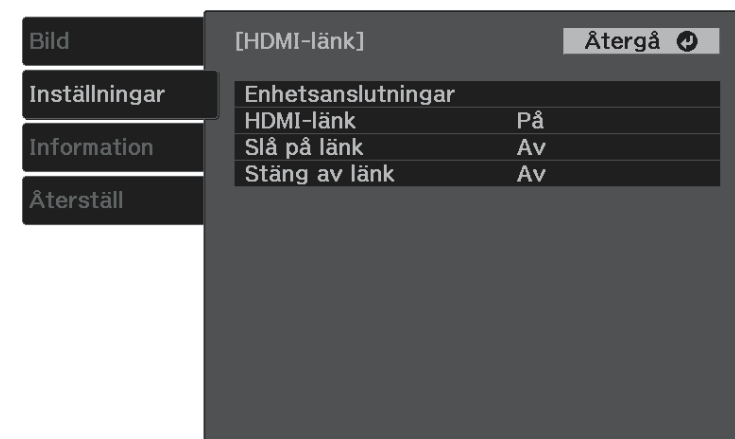 Bild
Inställningar
Information
Återställ
[HDMI-länk]
Återgå
Enhetsanslutningar
HDMI-länk På
Slå på länk Av
Stäng av länk Av